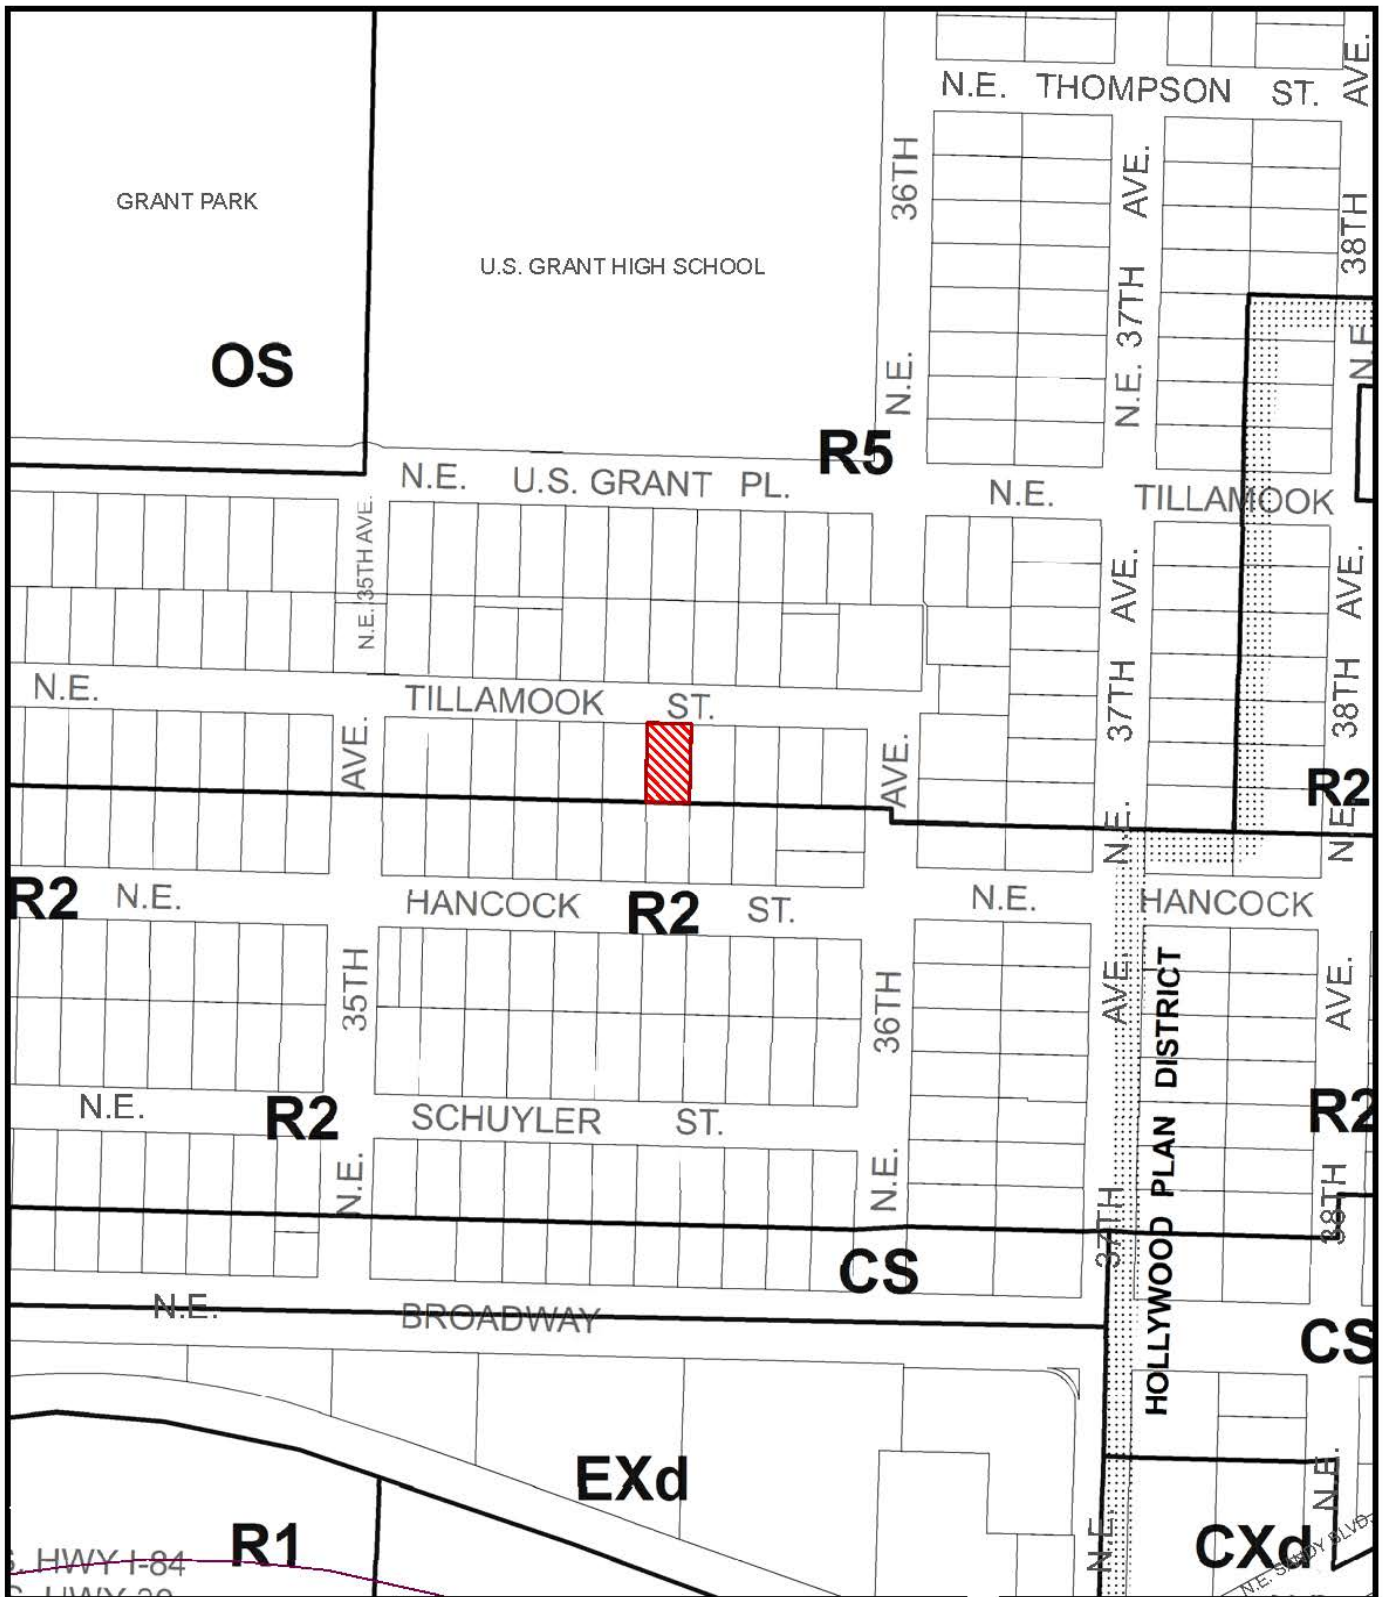 N.E. THOMPSON ST.
AVE.
36TH
AVE.
GRANT PARK
38TH
U.S. GRANT HIGH SCHOOL
37TH
OS
N.E.
N.E.
N.E.
R5
N.E. U.S. GRANT PL.
N.E. TILLAMOOK
N.E. 35TH AVE.
AVE.
AVE.
N.E. TILLAMOOK ST.
37TH
38TH
AVE.
AVE.
R2
N.E.
N.E.
R2 N.E. HANCOCK R2 ST. N.E. HANCOCK
35TH
36TH
AVE.
AVE.
HOLLYWOOD PLAN DISTRICT
N.E. R2 SCHUYLER ST. R2
N.E.
N.E.
37TH
38TH
CS
N.E. BROADWAY
CS
EXd
N.E.
R1
CXd
N.E.
N.E. SANDY BLVD.
HWY I-84